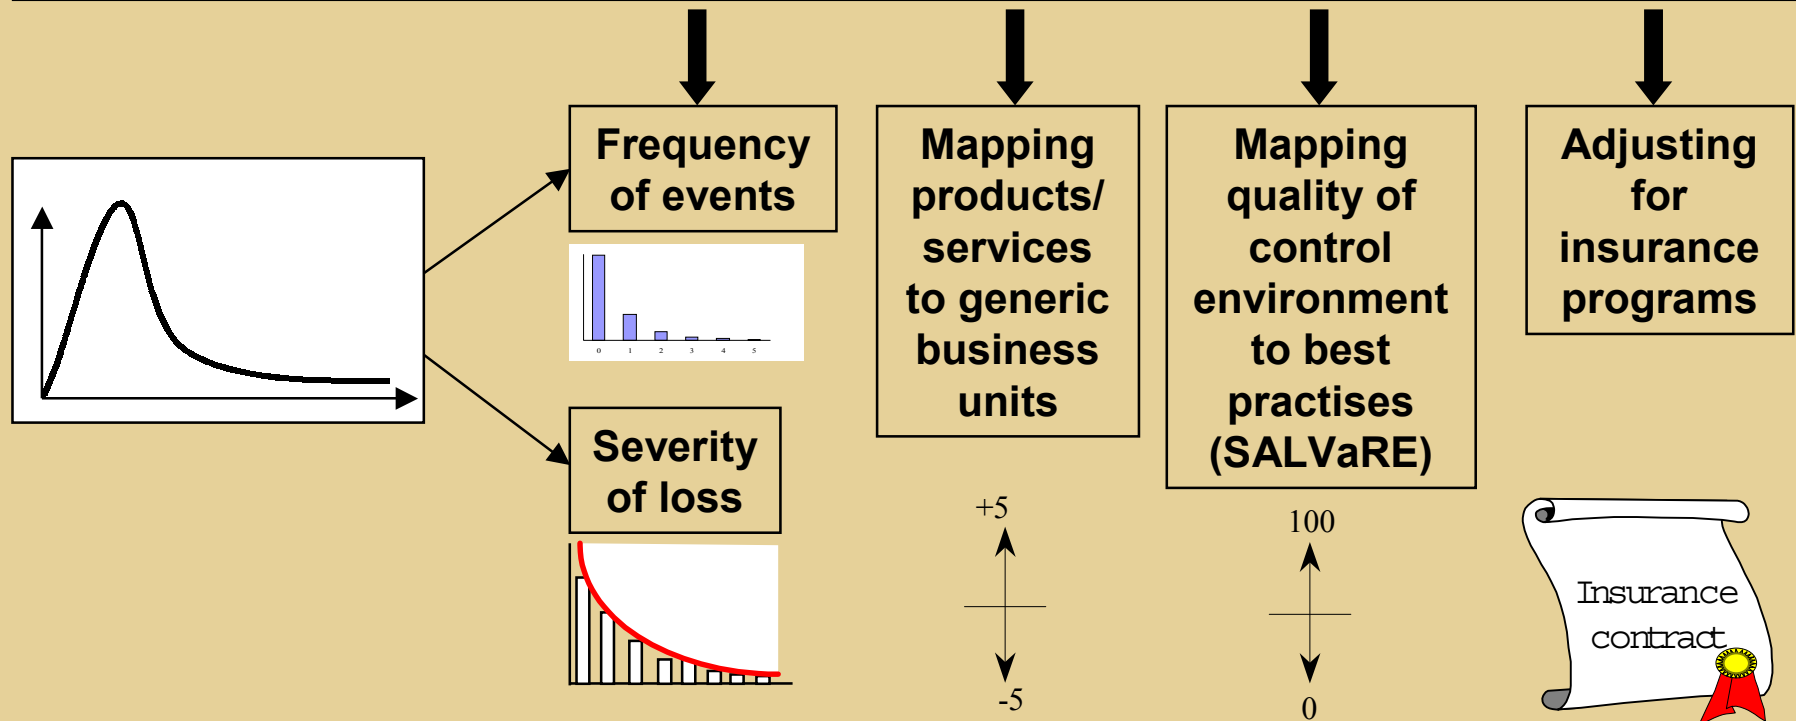 Frequency
of events
0 1 2 3 4 5
Severity
of loss
Mapping
products/
services
to generic
business
units
+5
-5
Mapping
quality of
control
environment
to best
practises
(SALVaRE)
100
0
Adjusting
for
insurance
programs
Insurance
contract